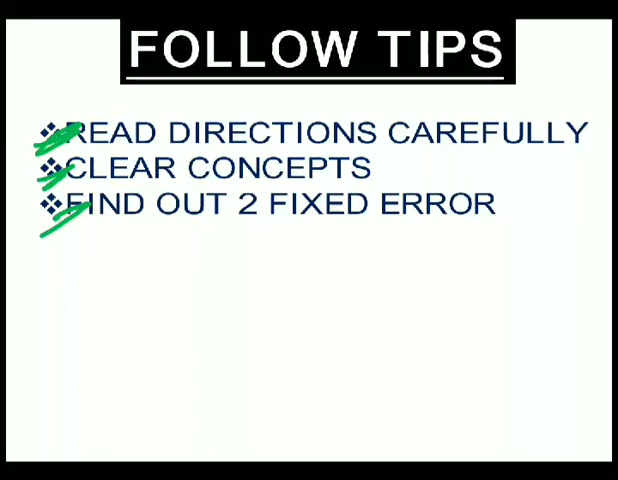 FOLLOW TIPS
❖READ DIRECTIONS CAREFULLY
❖CLEAR CONCEPTS
❖FIND OUT 2 FIXED ERROR